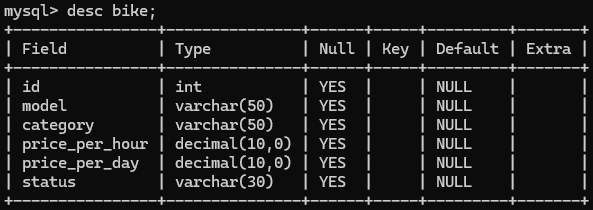 mysql> desc bike;
+----------------+---------------+------+-----+---------+-------+
| Field          | Type          | Null | Key | Default | Extra |
+----------------+---------------+------+-----+---------+-------+
| id             | int           | YES  |     | NULL    |       |
| model          | varchar(50)   | YES  |     | NULL    |       |
| category       | varchar(50)   | YES  |     | NULL    |       |
| price_per_hour | decimal(10,0) | YES  |     | NULL    |       |
| price_per_day  | decimal(10,0) | YES  |     | NULL    |       |
| status         | varchar(30)   | YES  |     | NULL    |       |
+----------------+---------------+------+-----+---------+-------+